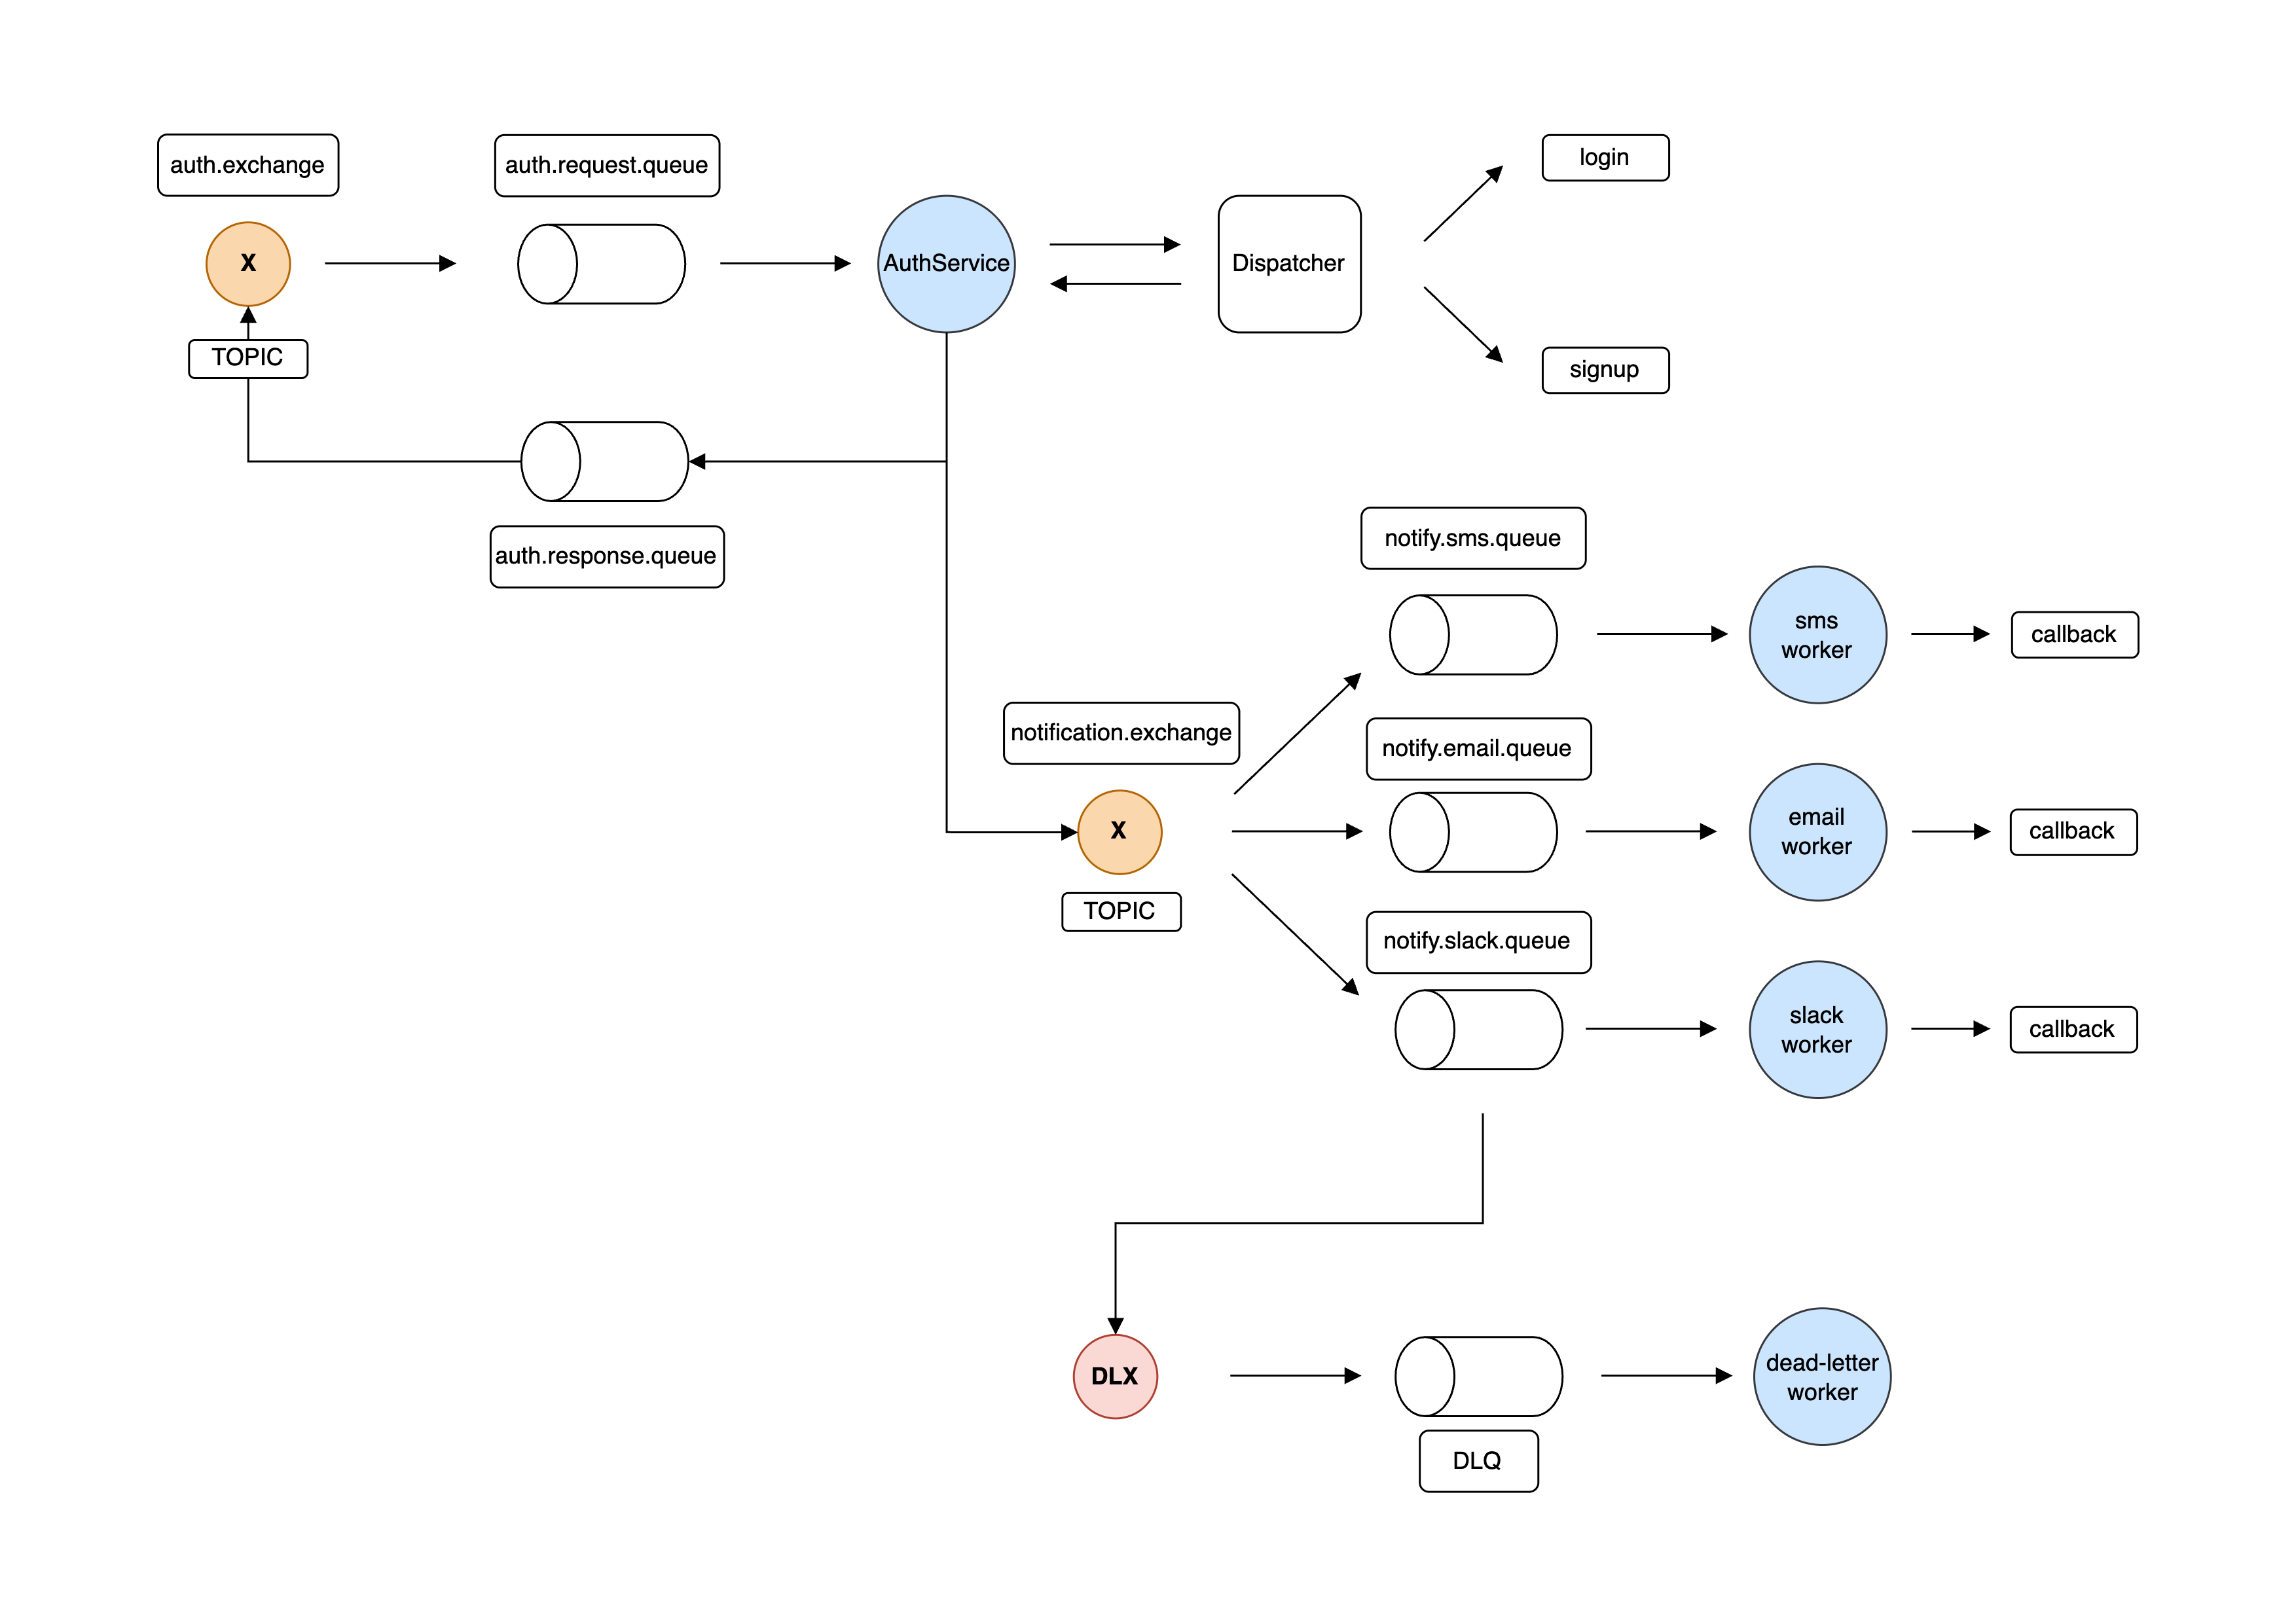 auth.exchange
auth.request.queue
login
X
AuthService
Dispatcher
TOPIC
signup
auth.response.queue
notify.sms.queue
sms
worker
callback
notification.exchange
notify.email.queue
X
email
worker
callback
TOPIC
notify.slack.queue
slack
worker
callback
DLX
dead-letter
worker
DLQ